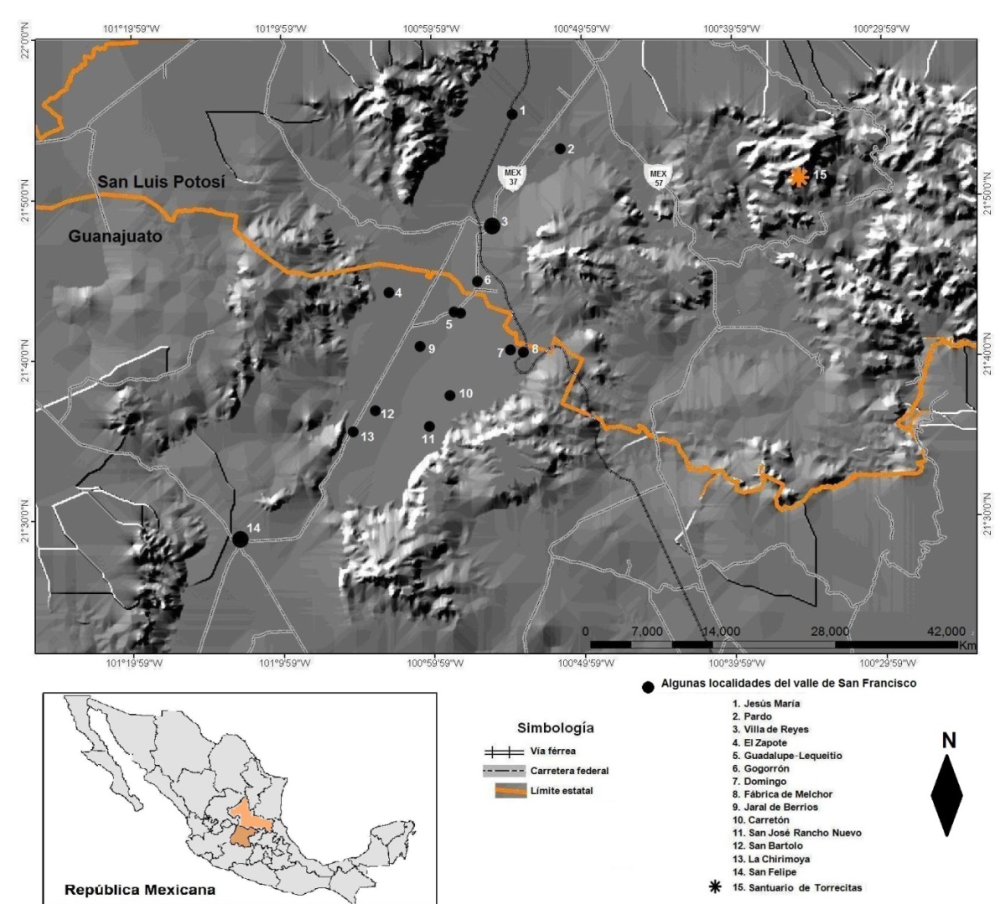 101°19'59"W 101°9'59"W 100°59'59"W 100°49'59"W 100°39'59"W 100°29'59"W
22°0'0"N
1
2
MEX 37
MEX 57
15
San Luis Potosí
21°50'0"N 21°50'0"N
Guanajuato
3
6
4
5
21°40'0"N 21°40'0"N
9
7
8
10
12
13
11
21°30'0"N 21°30'0"N
14
0 7,000 14,000 28,000 42,000
Km
101°19'59"W 101°9'59"W 100°59'59"W 100°49'59"W 100°39'59"W 100°29'59"W
Algunas localidades del valle de San Francisco
1. Jesús María
2. Pardo
3. Villa de Reyes
4. El Zapote
5. Guadalupe-Lequeitio
6. Gogorrón
7. Domingo
8. Fábrica de Melchor
9. Jaral de Berrios
10. Carretón
11. San José Rancho Nuevo
12. San Bartolo
13. La Chirimoya
14. San Felipe
15. Santuario de Torrecitas
Simbología
Vía férrea
Carretera federal
Límite estatal
N
República Mexicana